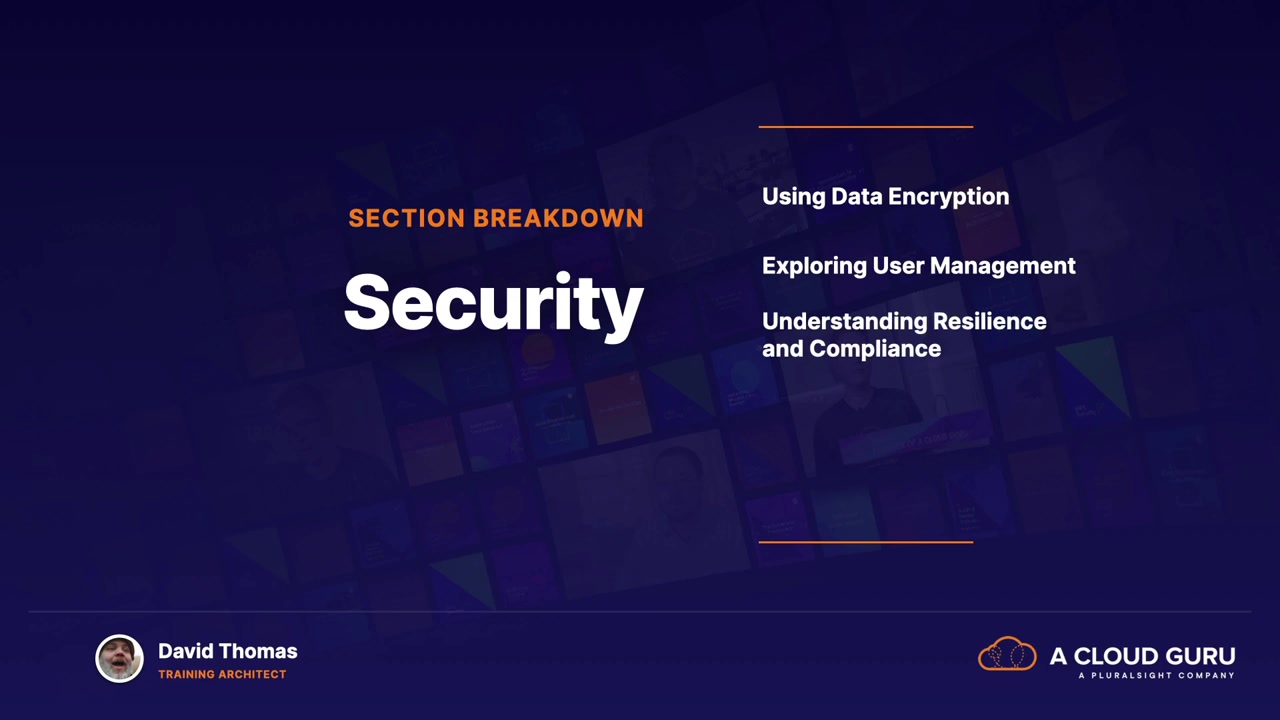 SECTION BREAKDOWN
Security
Using Data Encryption
Exploring User Management
Understanding Resilience
and Compliance
David Thomas
TRAINING ARCHITECT
A CLOUD GURU
A PLURALSIGHT COMPANY